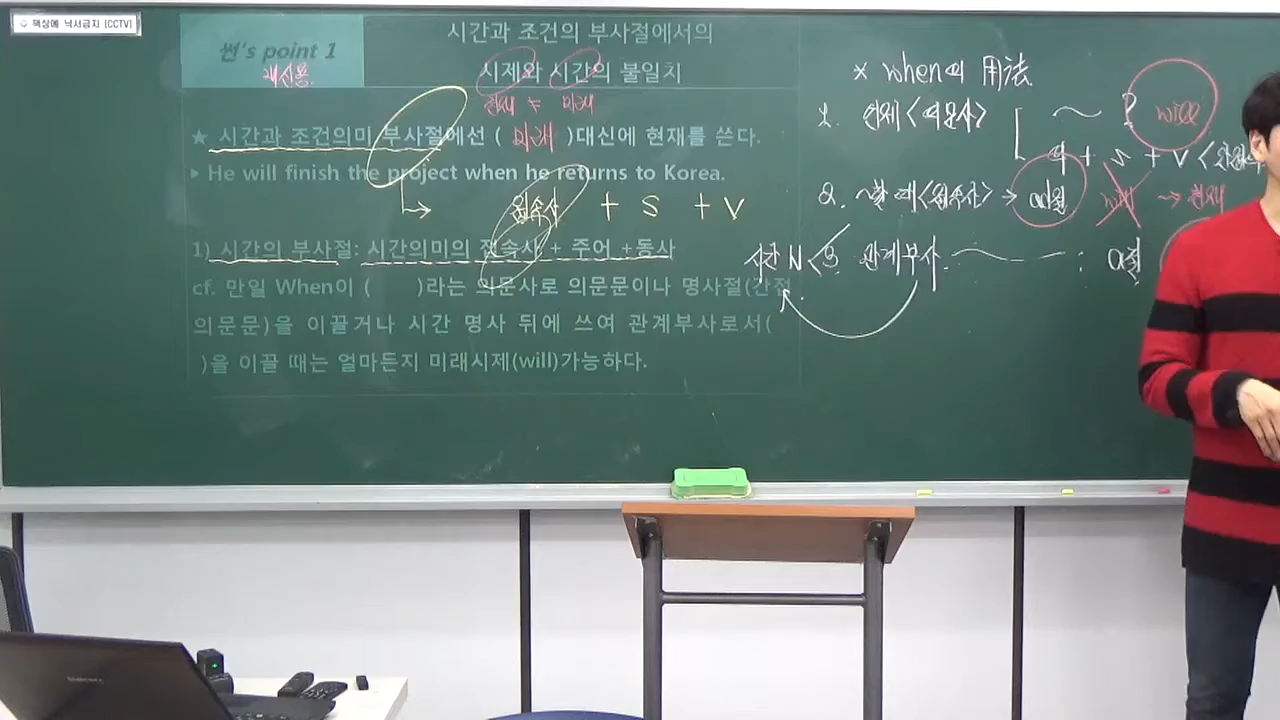 책상에 낙서금지 (CCTV)
썬's point 1
내신용
시간과 조건의 부사절에서의
시제와 시간의 불일치
현재 ≠ 미래
★ 시간과 조건의미 부사절에선 ( 미래 )대신에 현재를 쓴다.
▸ He will finish the project when he returns to Korea.
접속사 + S + V
1) 시간의 부사절: 시간의미의 접속사 + 주어 +동사
cf. 만일 When이 ( )라는 의문사로 의문문이나 명사절(간접
의문문)을 이끌거나 시간 명사 뒤에 쓰여 관계부사로서(
)을 이끌 때는 얼마든지 미래시제(will)가능하다.
* when의 用法
1. 언제<의문사> ~ ? will
의 + S + V
2. ~할 때<접속사> → ad절 will → 현재
시간 N < 3. 관계부사 : a절